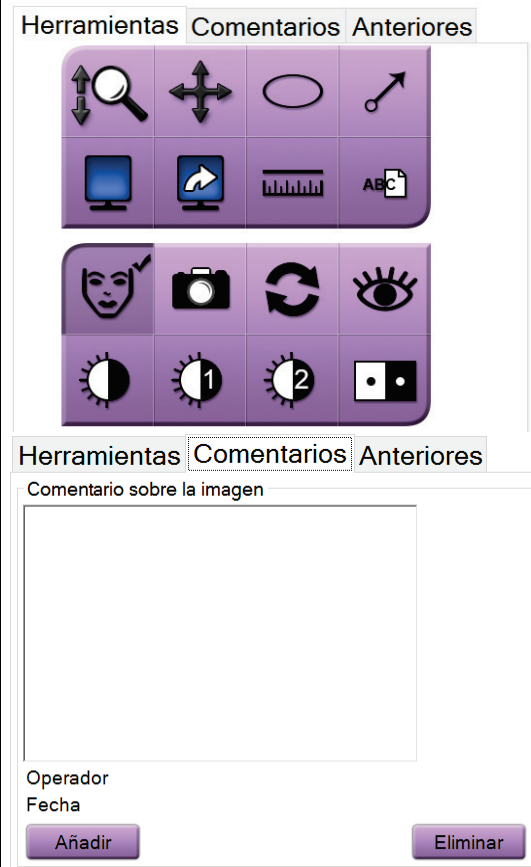 Herramientas Comentarios Anteriores
ABC
1 2
Herramientas Comentarios Anteriores
Comentario sobre la imagen
Operador
Fecha
Añadir Eliminar